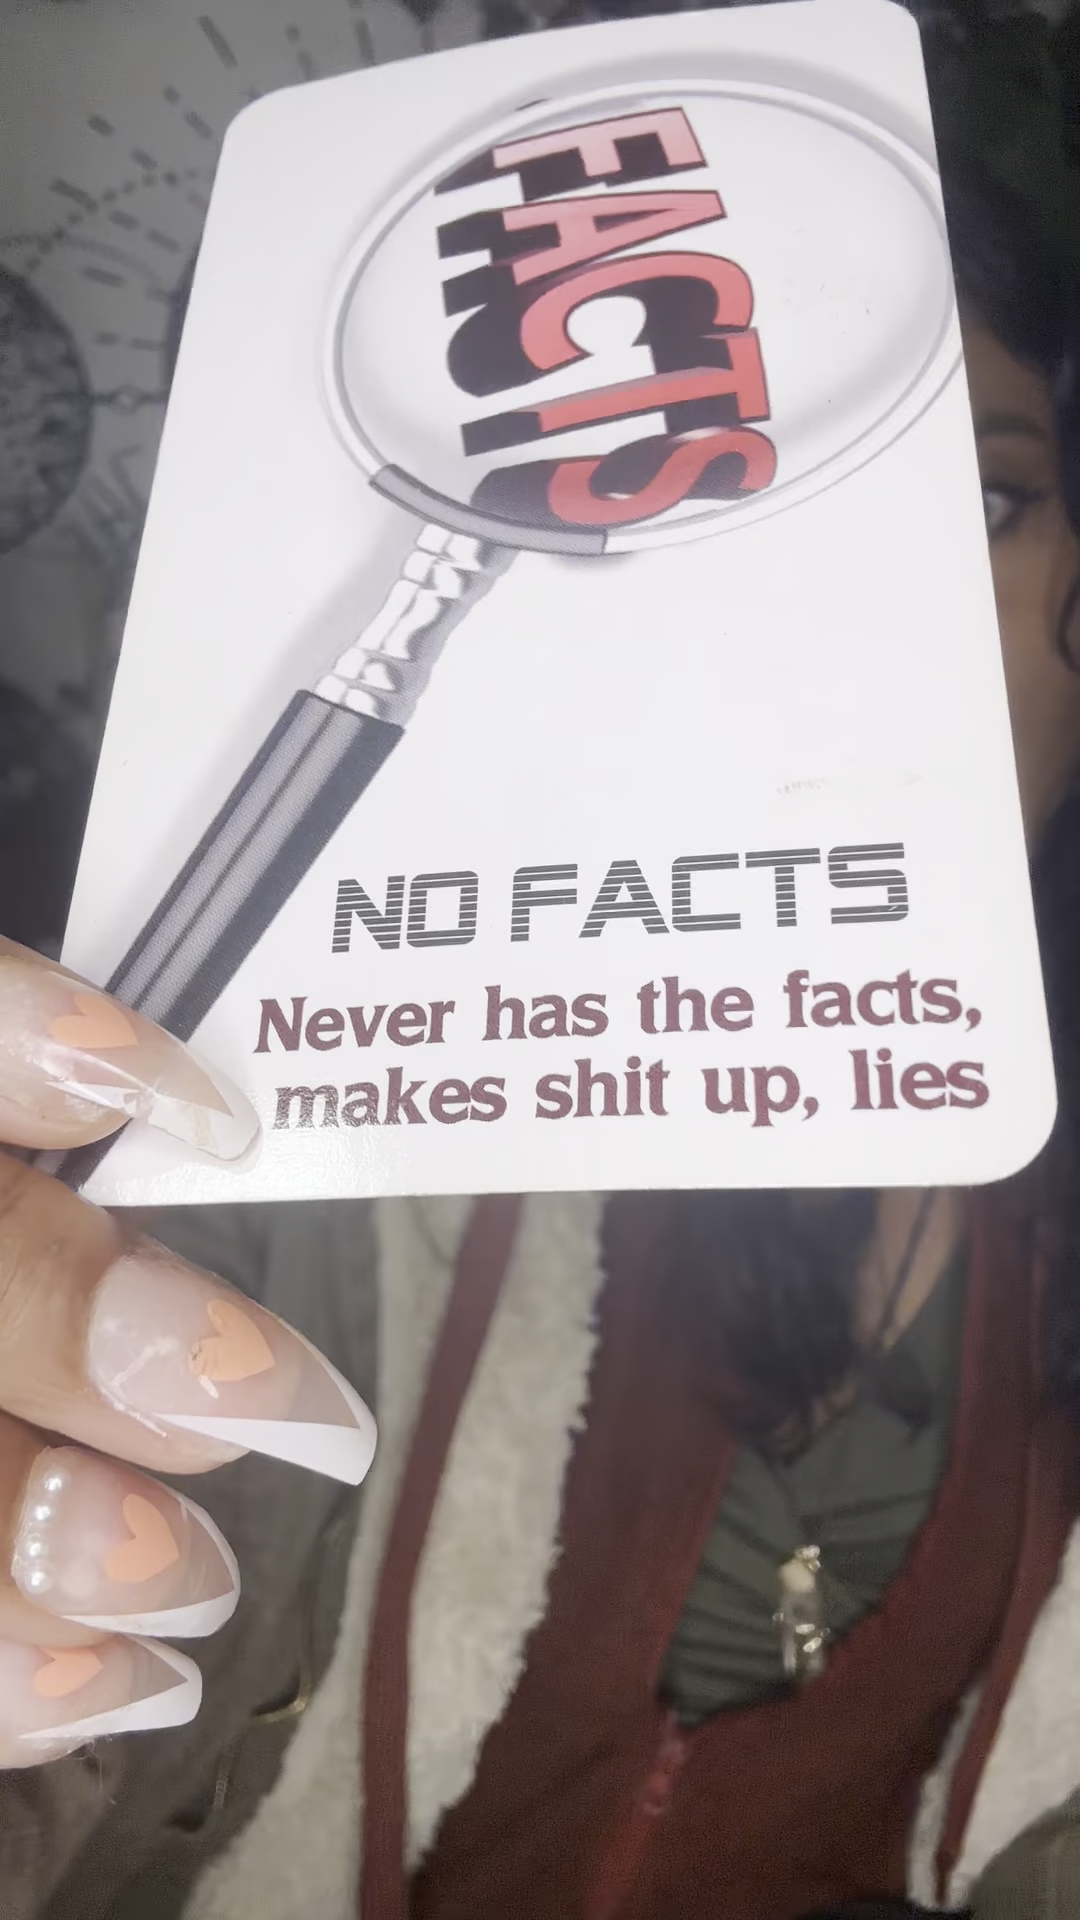 FACTS
NO FACTS
Never has the facts,
makes shit up, lies